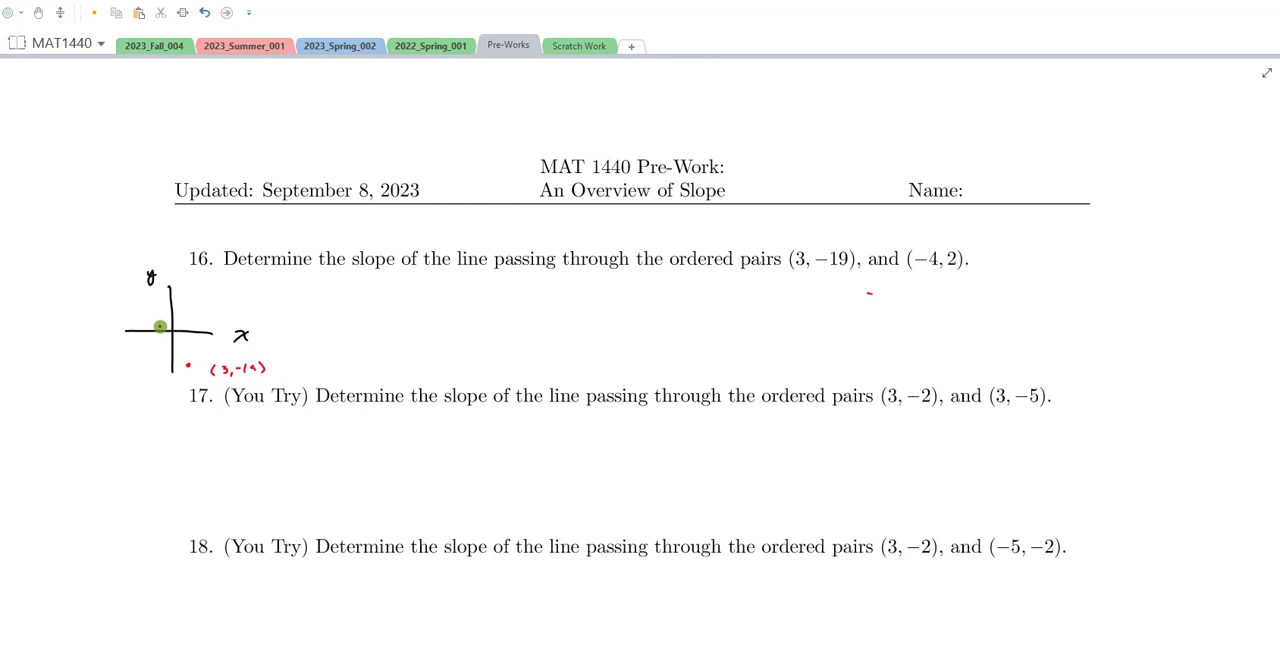 MAT1440 2023_Fall_004 2023_Summer_001 2023_Spring_002 2022_Spring_001 Pre-Works Scratch Work +
MAT 1440 Pre-Work:
Updated: September 8, 2023 An Overview of Slope Name:
16. Determine the slope of the line passing through the ordered pairs (3, −19), and (−4, 2).
y
x
(3,-19)
17. (You Try) Determine the slope of the line passing through the ordered pairs (3, −2), and (3, −5).
18. (You Try) Determine the slope of the line passing through the ordered pairs (3, −2), and (−5, −2).